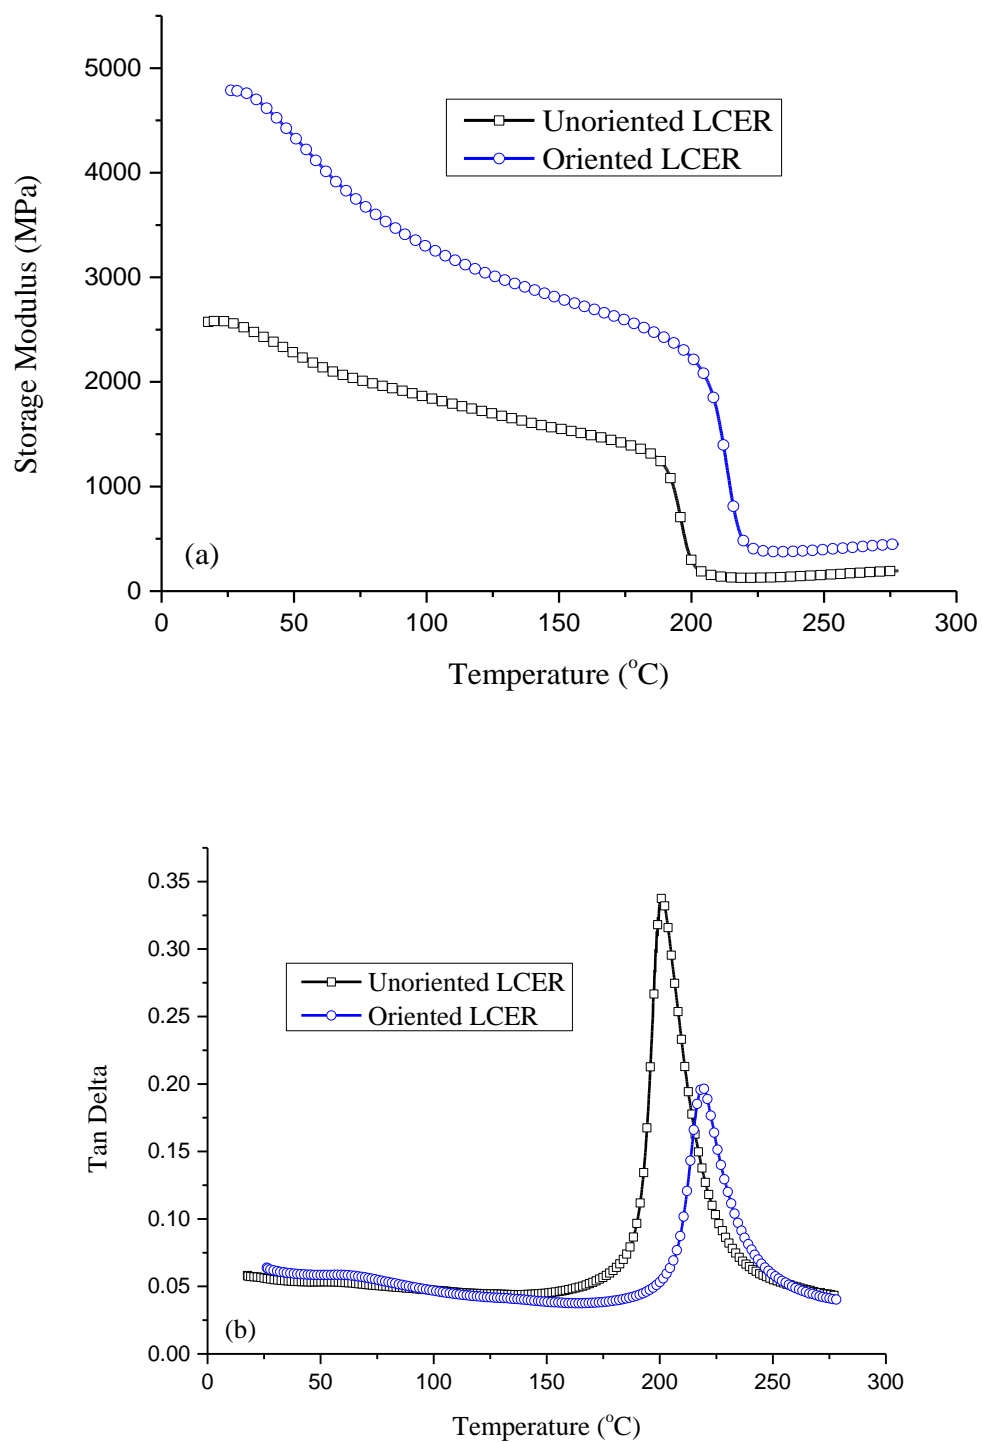 5000
4000
3000
2000
1000
0
Storage Modulus (MPa)
Unoriented LCER
Oriented LCER
(a)
0 50 100 150 200 250 300
Temperature (°C)
0.35
0.30
0.25
0.20
0.15
0.10
0.05
0.00
Tan Delta
Unoriented LCER
Oriented LCER
(b)
0 50 100 150 200 250 300
Temperature (°C)